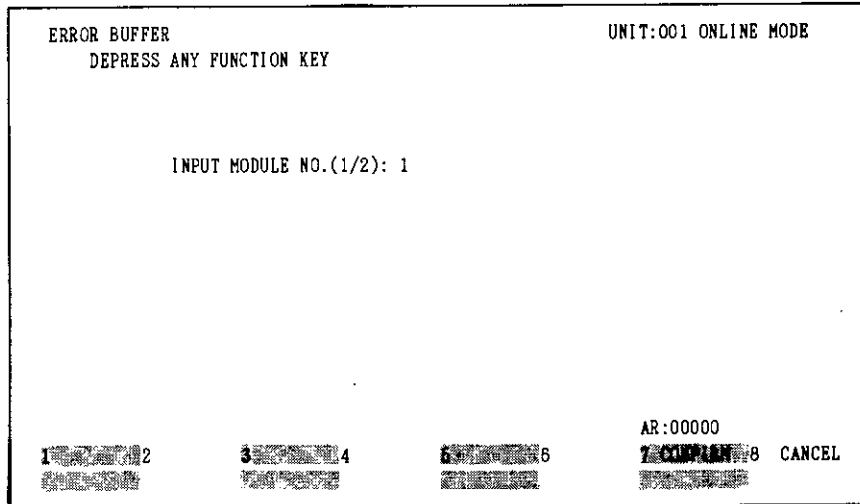 ERROR BUFFER UNIT:001 ONLINE MODE
DEPRESS ANY FUNCTION KEY
INPUT MODULE NO.(1/2): 1
AR:00000
1 2 3 4 5 6 7 8 CANCEL